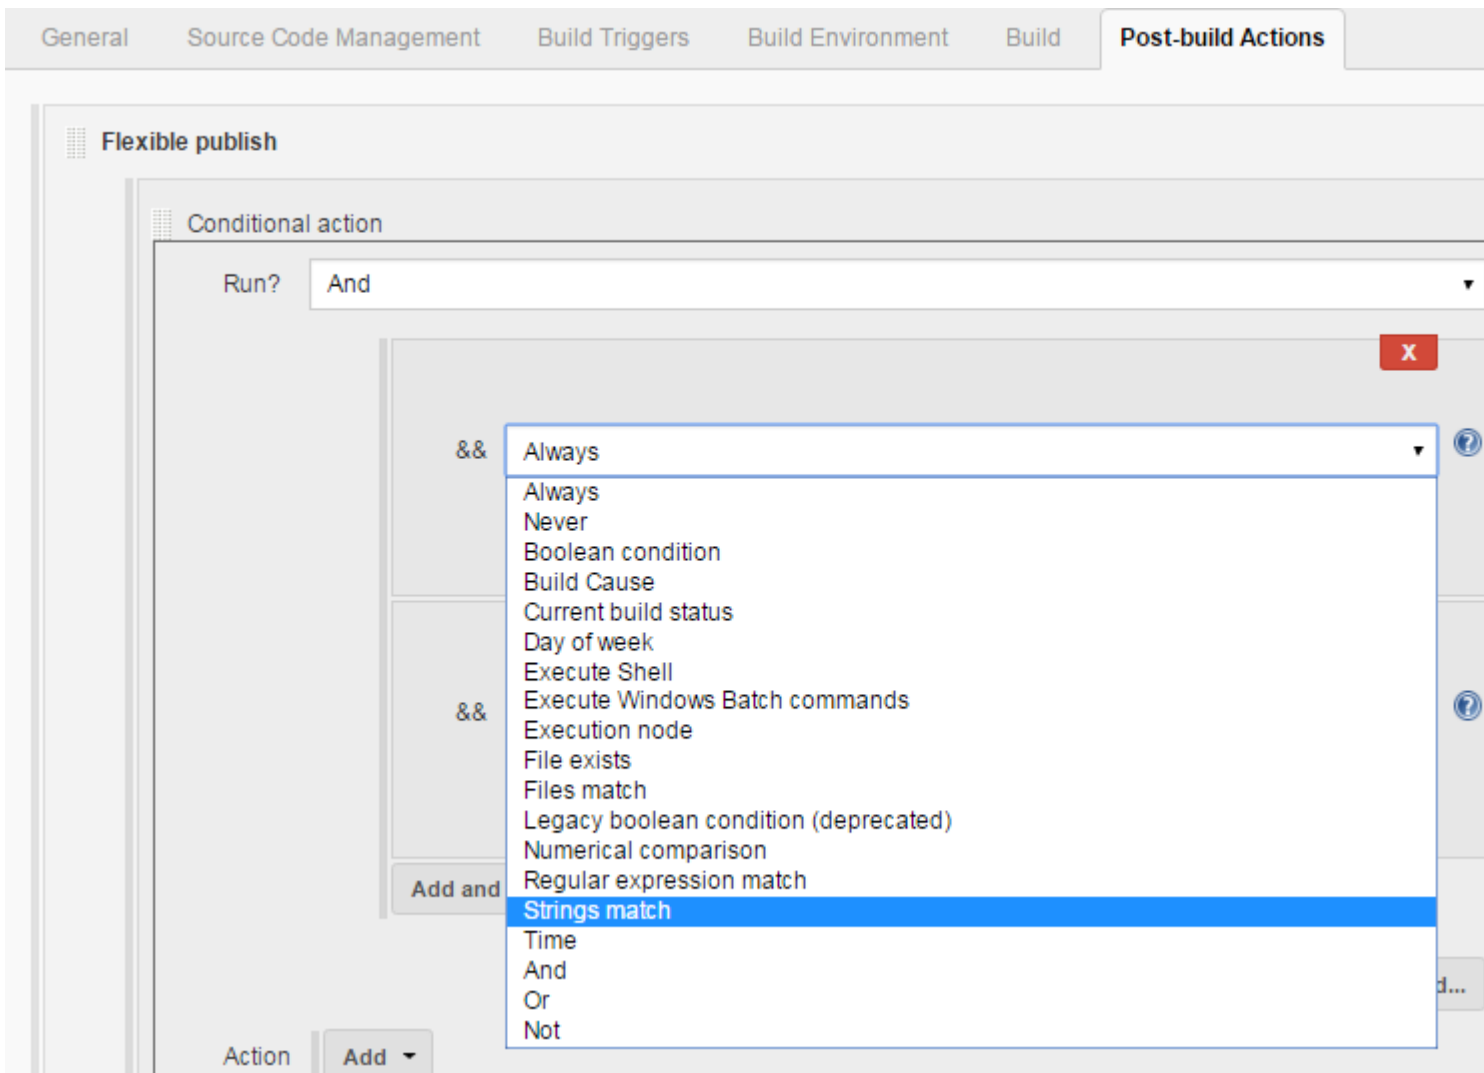 General Source Code Management Build Triggers Build Environment Build Post-build Actions
Flexible publish
Conditional action
Run? And
X
&& Always
Always
Never
Boolean condition
Build Cause
Current build status
Day of week
Execute Shell
Execute Windows Batch commands
&&
Execution node
File exists
Files match
Legacy boolean condition (deprecated)
Numerical comparison
Regular expression match
Add and
Strings match
Time
And
Or
Not
Action Add